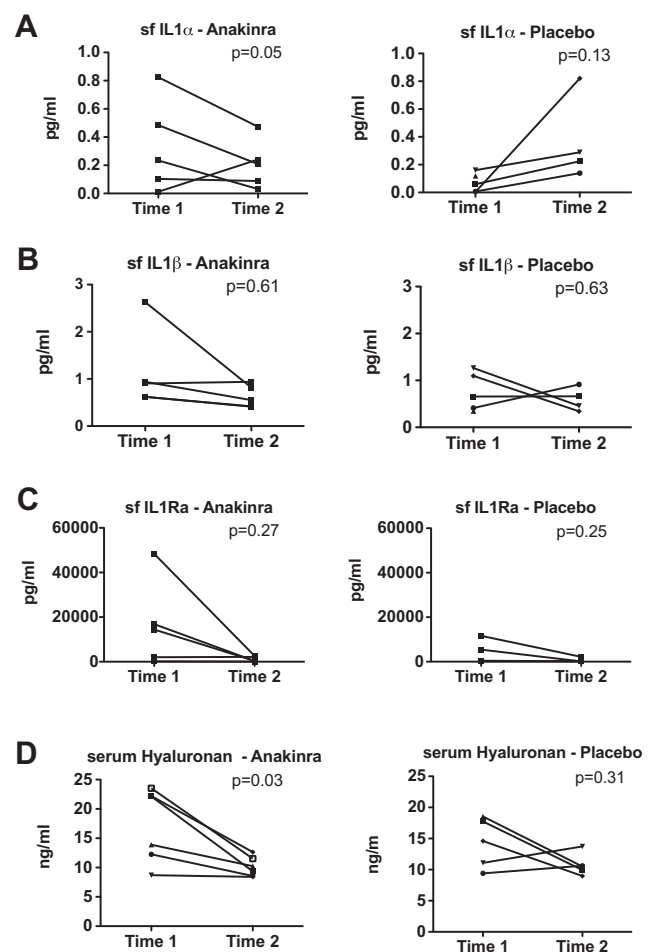 A
sf IL1α - Anakinra
p=0.05
pg/ml
1.0
0.8
0.6
0.4
0.2
0.0
Time 1 Time 2
sf IL1α - Placebo
p=0.13
pg/ml
1.0
0.8
0.6
0.4
0.2
0.0
Time 1 Time 2
B
sf IL1β - Anakinra
p=0.61
pg/ml
3
2
1
0
Time 1 Time 2
sf IL1β - Placebo
p=0.63
pg/ml
3
2
1
0
Time 1 Time 2
C
sf IL1Ra - Anakinra
p=0.27
pg/ml
60000
40000
20000
0
Time 1 Time 2
sf IL1Ra - Placebo
p=0.25
pg/ml
60000
40000
20000
0
Time 1 Time 2
D
serum Hyaluronan - Anakinra
p=0.03
ng/ml
25
20
15
10
5
0
Time 1 Time 2
serum Hyaluronan - Placebo
p=0.31
ng/m
25
20
15
10
5
0
Time 1 Time 2